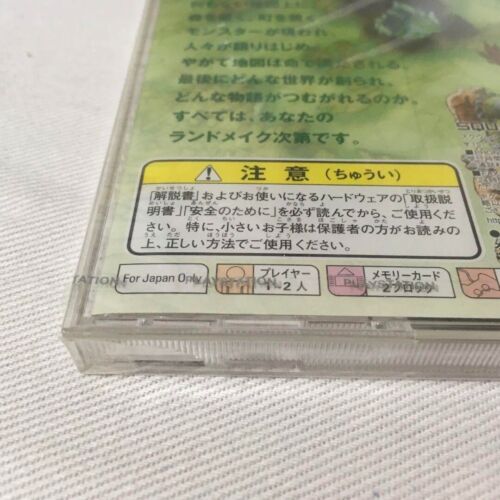 モンスターが現われ
人々が語りはじめ、
やがて地図は命で満たされる。
最後にどんな世界が創られ、
どんな物語がつむがれるのか。
すべては、あなたの
ランドメイク次第です。
SQU
注意（ちゅうい）
「解説書」およびお使いになるハードウェアの「取扱説
明書」「安全のために」を必ず読んでから、ご使用くだ
さい。特に、小さいお子様は保護者の方がお読みの
上、正しい方法でご使用ください。
For Japan Only
プレイヤー
1~2人
メモリーカード
2ブロック
STATION
PLAYSTATION
PLAYSTATION